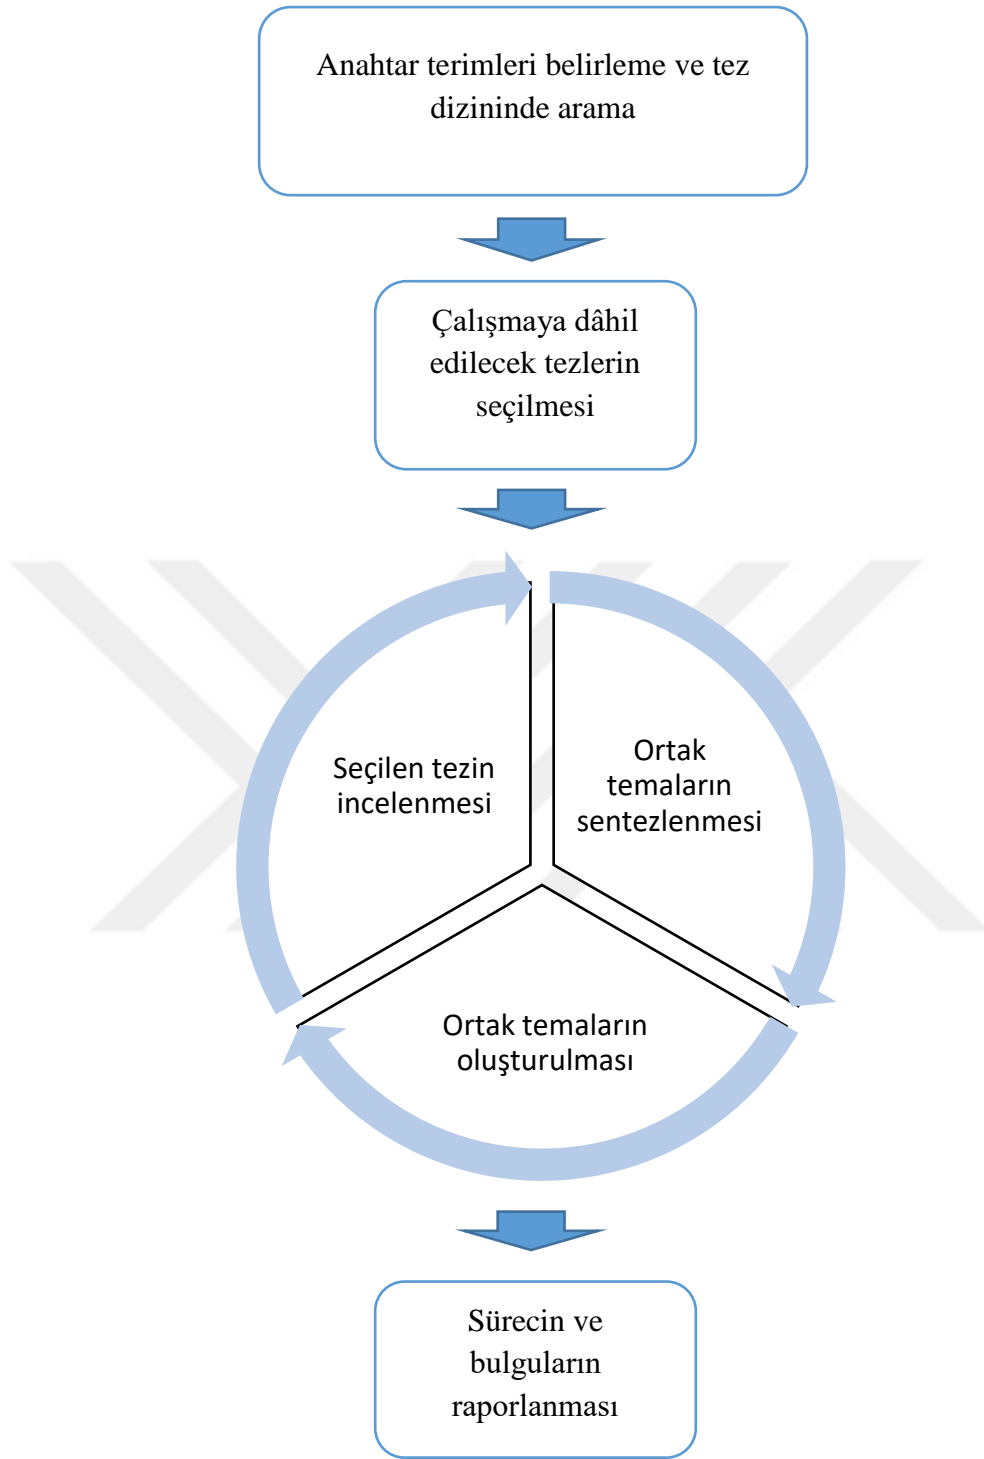 Anahtar terimleri belirleme ve tez
dizininde arama
Çalışmaya dâhil
edilecek tezlerin
seçilmesi
Seçilen tezin
incelenmesi
Ortak
temaların
sentezlenmesi
Ortak temaların
oluşturulması
Sürecin ve
bulguların
raporlanması